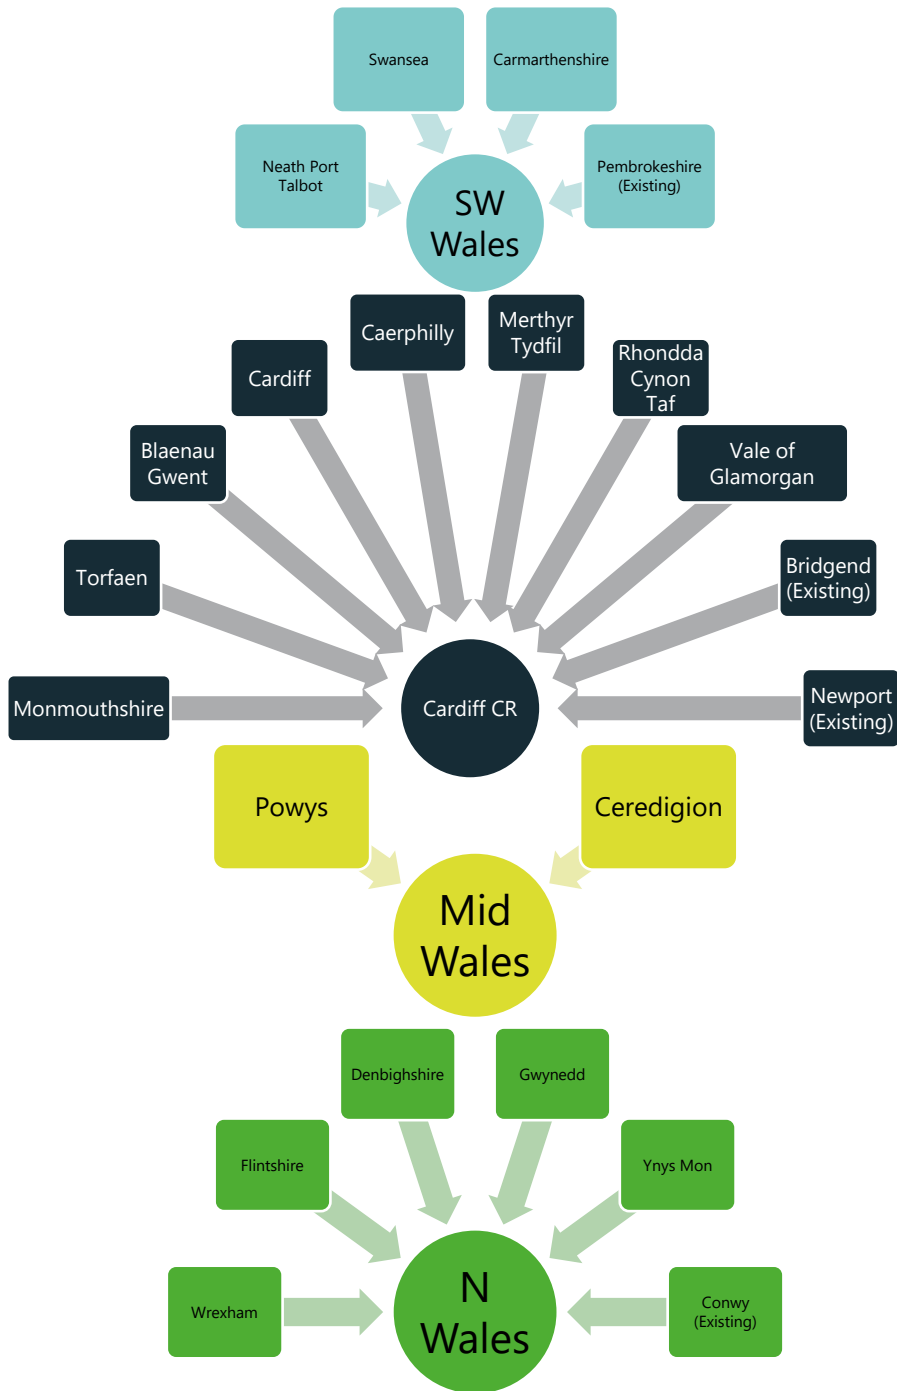 Swansea
Carmarthenshire
Neath Port
Talbot
Pembrokeshire
(Existing)
SW
Wales
Caerphilly
Merthyr
Tydfil
Cardiff
Rhondda
Cynon
Taf
Blaenau
Gwent
Vale of
Glamorgan
Torfaen
Bridgend
(Existing)
Monmouthshire
Cardiff CR
Newport
(Existing)
Powys
Ceredigion
Mid
Wales
Denbighshire
Gwynedd
Flintshire
Ynys Mon
Wrexham
N
Wales
Conwy
(Existing)